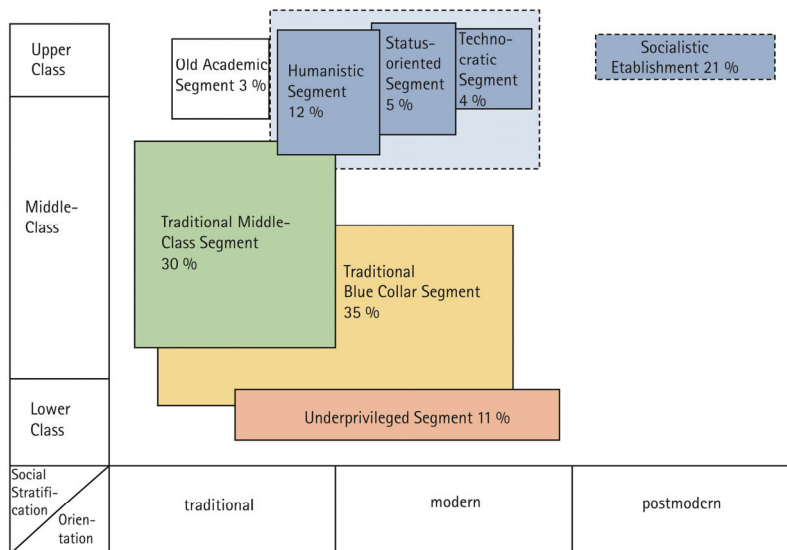 Upper
Class
Old Academic
Segment 3 %
Humanistic
Segment
12 %
Status-
oriented
Segment
5 %
Techno-
cratic
Segment
4 %
Socialistic
Etablishment 21 %
Middle-
Class
Traditional Middle-
Class Segment
30 %
Traditional
Blue Collar Segment
35 %
Lower
Class
Underprivileged Segment 11 %
Social
Stratifi-
cation
Orien-
tation
traditional
modern
postmodern